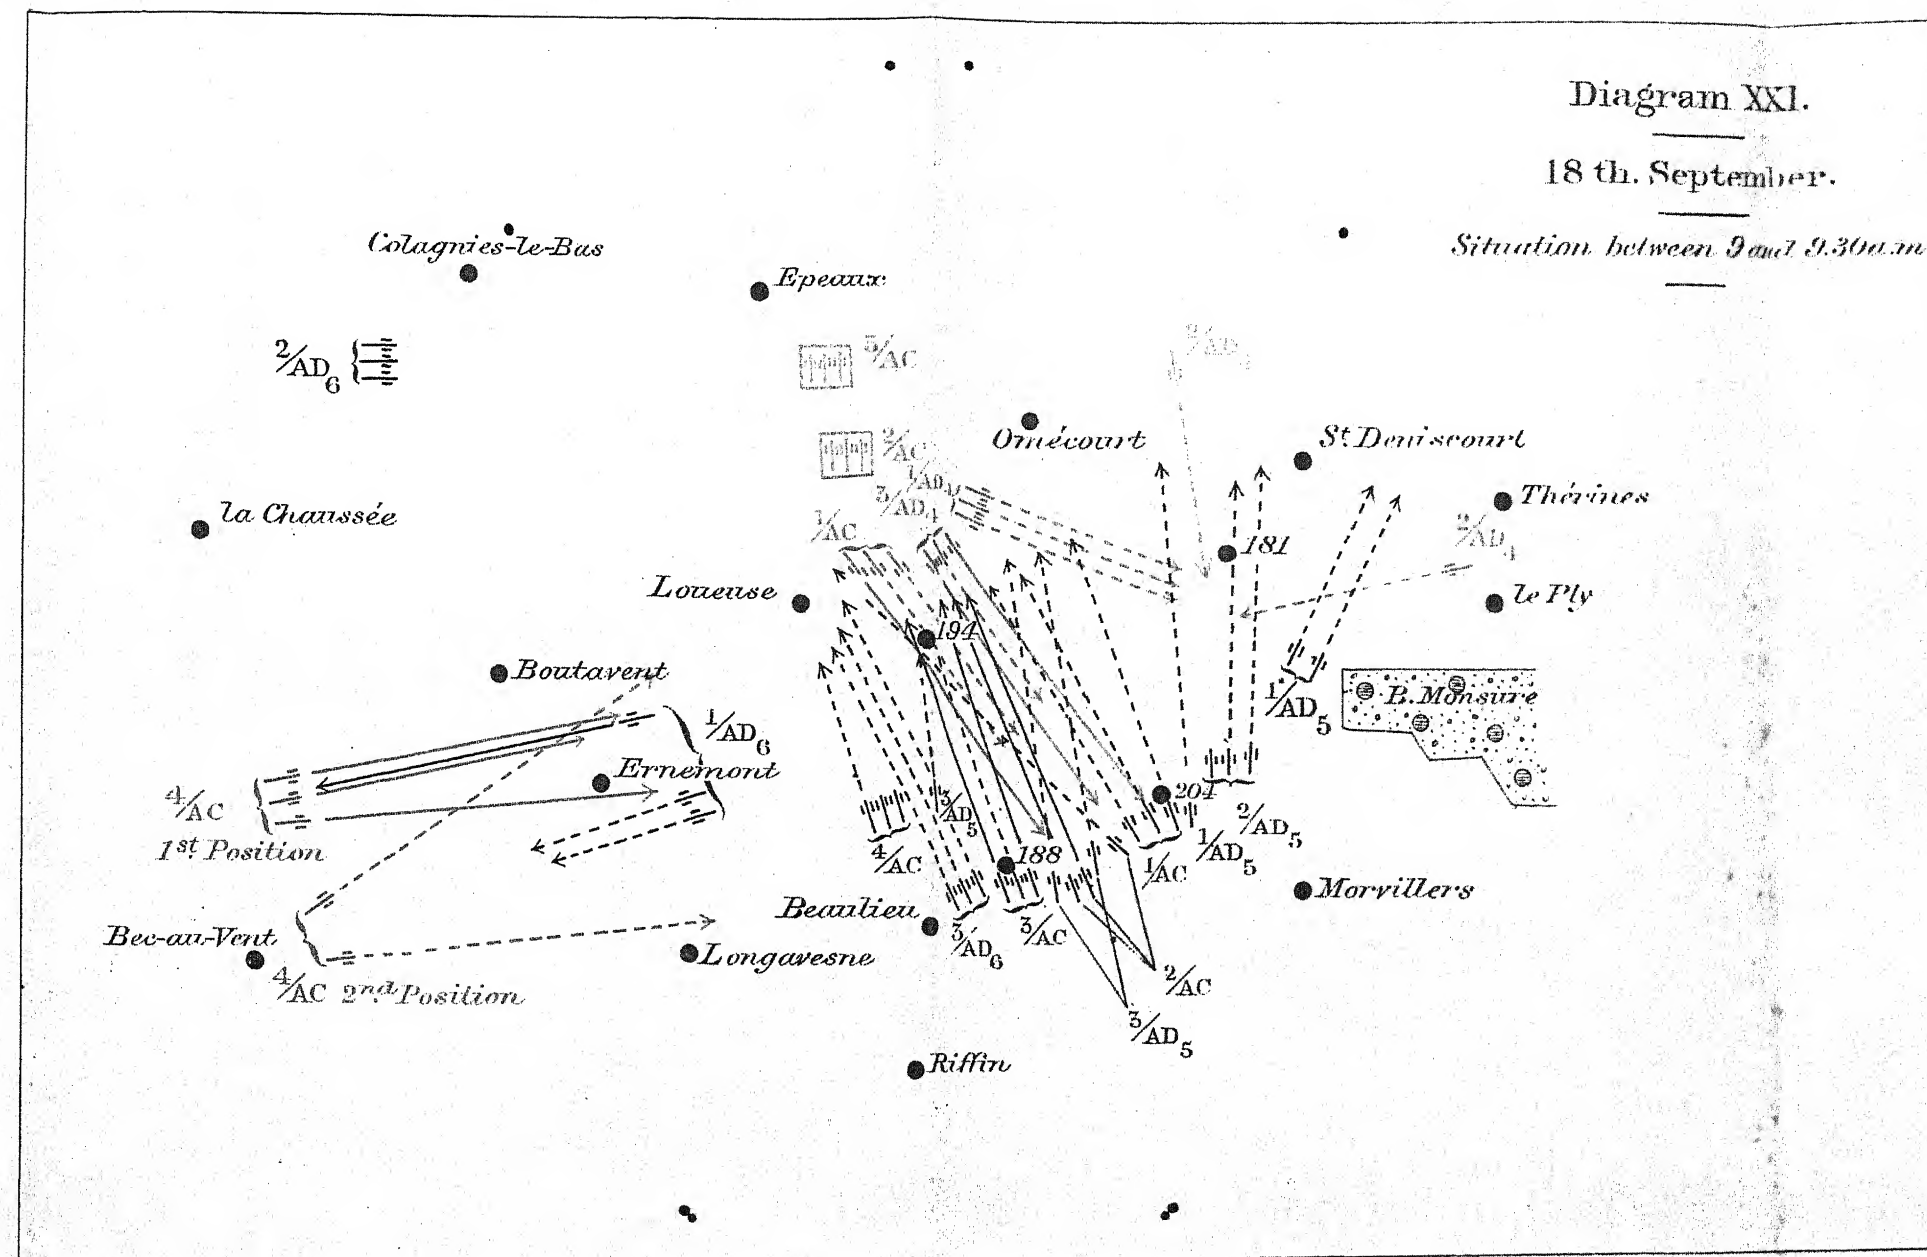 Diagram XXI.
18 th. September.
Situation between 9 and 9.30 a.m
Colagnies-le-Bas
Epeaux
2/AD6
5/AC
Omécourt
St Deniscourt
2/AC
1/AD4
3/AD4
Thérines
2/AD4
la Chaussée
1/AC
181
Loueuse
le Ply
194
Boutavent
B. Monsure
1/AD5
1/AD6
Ernemont
4/AC
1st Position
204
3/AD5
2/AD5
1/AD5
4/AC
188
1/AC
Morvillers
Beaulieu
3/AC
3/AD6
Bec-au-Vent
Longavesne
4/AC 2nd Position
2/AC
3/AD5
Riffin